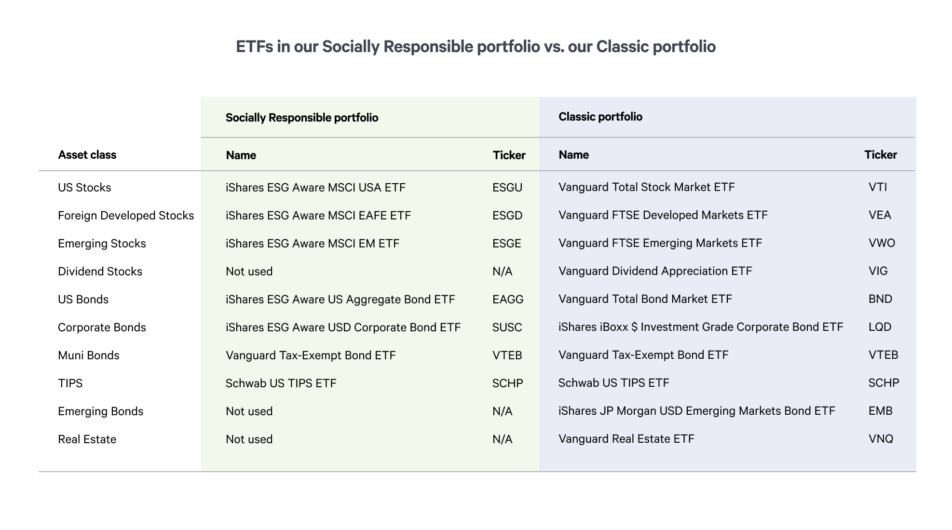 ETFs in our Socially Responsible portfolio vs. our Classic portfolio
Socially Responsible portfolio Classic portfolio
Asset class Name Ticker Name Ticker
US Stocks iShares ESG Aware MSCI USA ETF ESGU Vanguard Total Stock Market ETF VTI
Foreign Developed Stocks iShares ESG Aware MSCI EAFE ETF ESGD Vanguard FTSE Developed Markets ETF VEA
Emerging Stocks iShares ESG Aware MSCI EM ETF ESGE Vanguard FTSE Emerging Markets ETF VWO
Dividend Stocks Not used N/A Vanguard Dividend Appreciation ETF VIG
US Bonds iShares ESG Aware US Aggregate Bond ETF EAGG Vanguard Total Bond Market ETF BND
Corporate Bonds iShares ESG Aware USD Corporate Bond ETF SUSC iShares iBoxx $ Investment Grade Corporate Bond ETF LQD
Muni Bonds Vanguard Tax-Exempt Bond ETF VTEB Vanguard Tax-Exempt Bond ETF VTEB
TIPS Schwab US TIPS ETF SCHP Schwab US TIPS ETF SCHP
Emerging Bonds Not used N/A iShares JP Morgan USD Emerging Markets Bond ETF EMB
Real Estate Not used N/A Vanguard Real Estate ETF VNQ